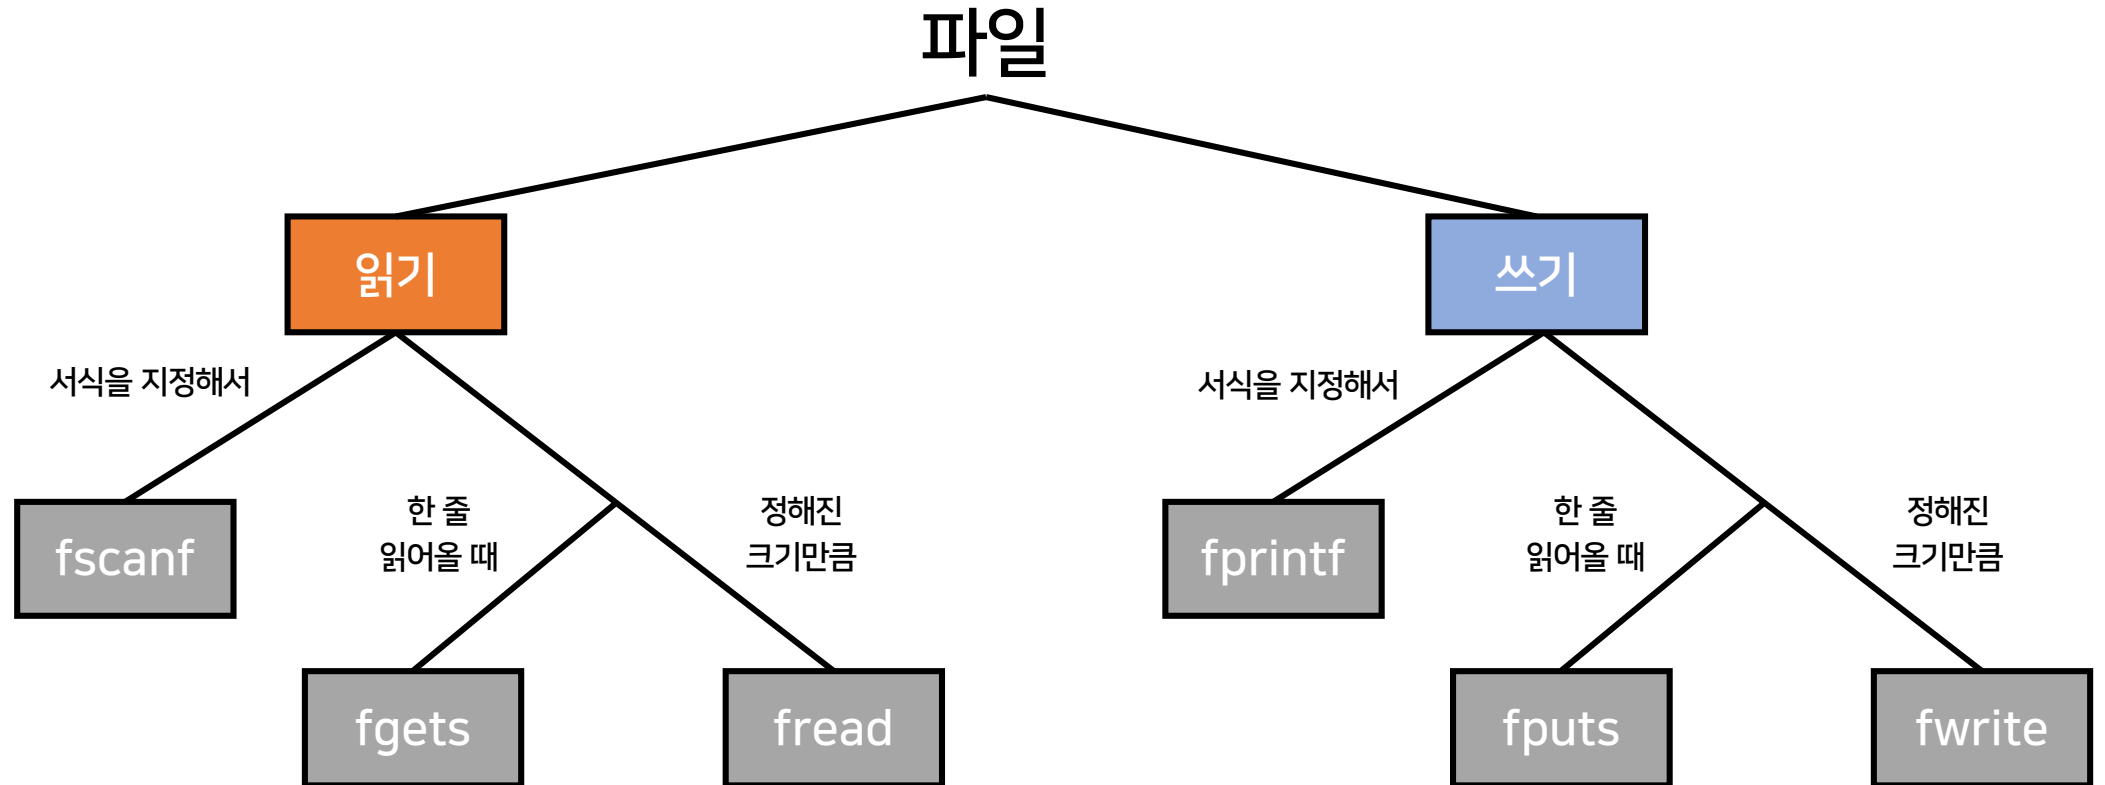 파일
읽기
쓰기
서식을 지정해서
서식을 지정해서
fscanf
한 줄
읽어올 때
정해진
크기만큼
fprintf
한 줄
읽어올 때
정해진
크기만큼
fgets
fread
fputs
fwrite